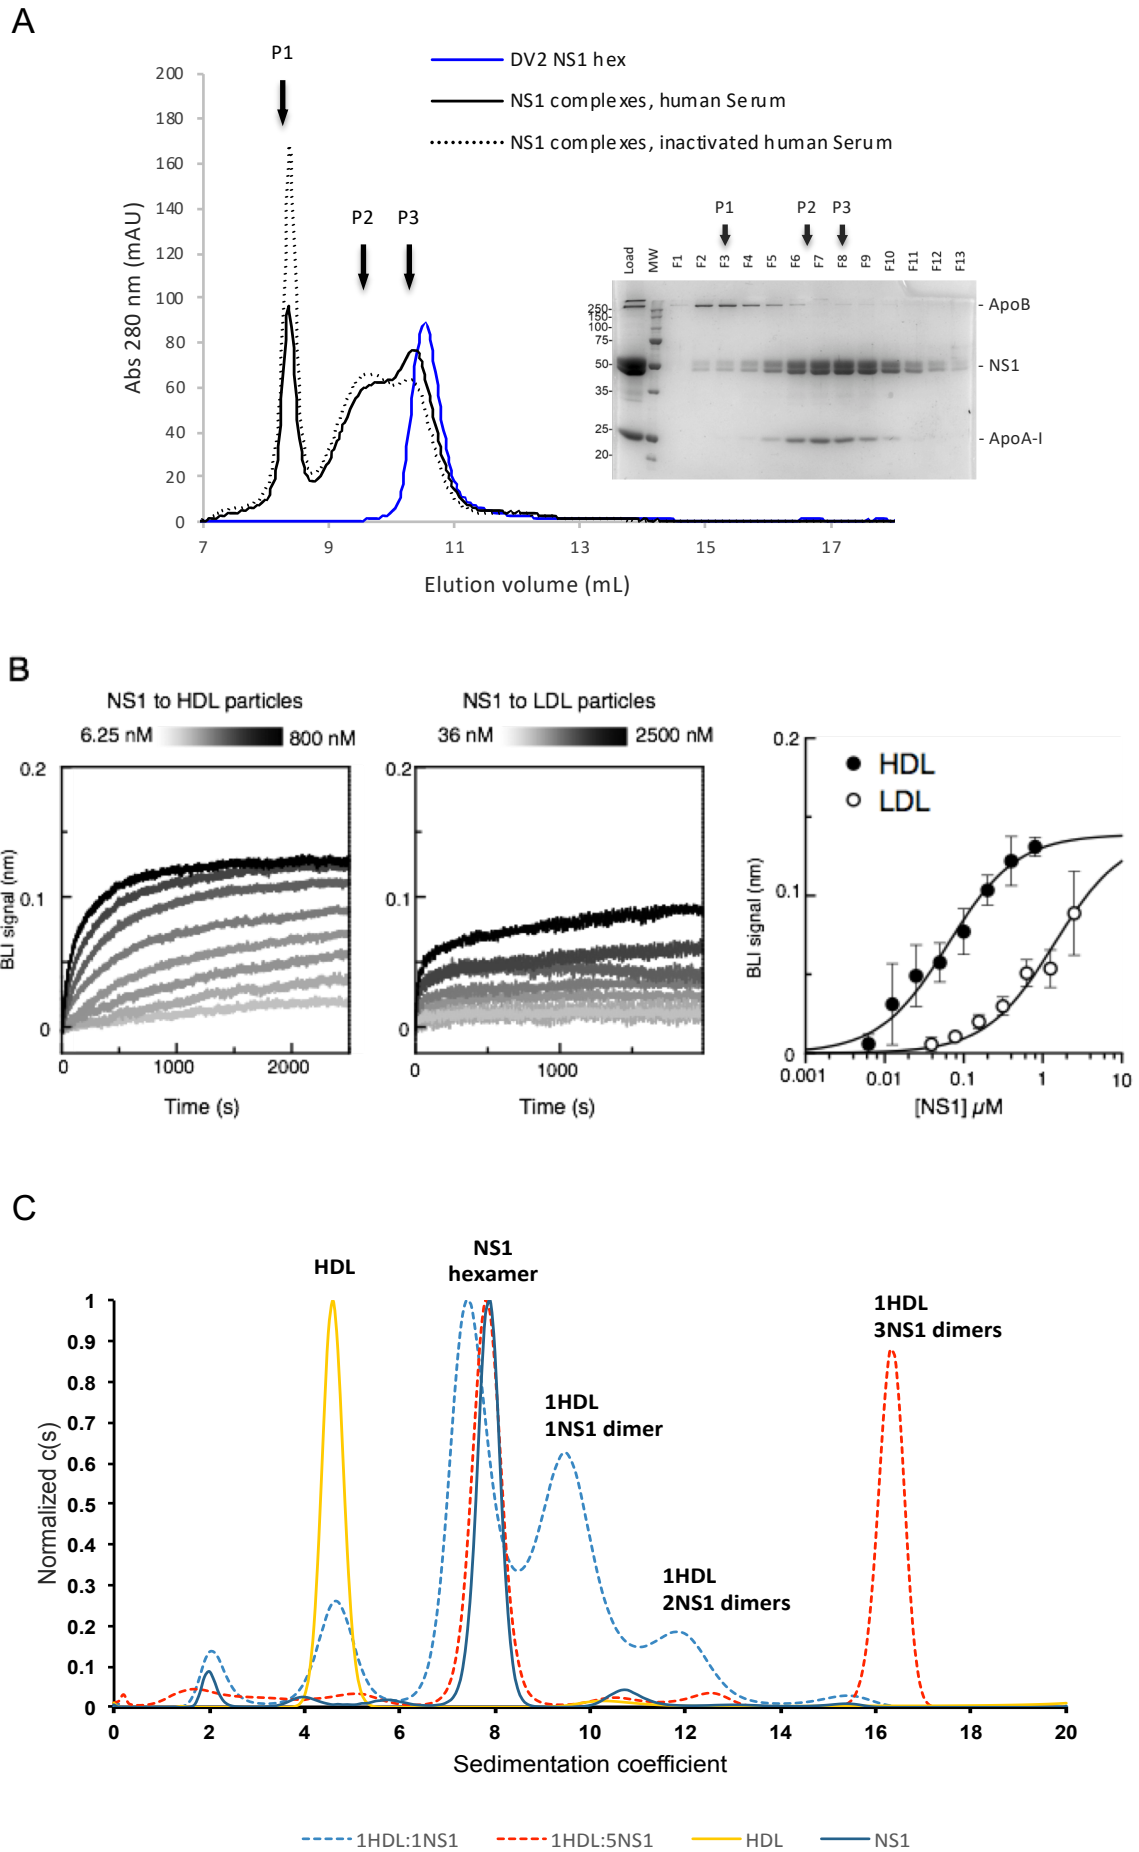 A
P1
DV2 NS1 hex
NS1 complexes, human Serum
NS1 complexes, inactivated human Serum
P2
P3
200
180
160
140
120
100
80
60
40
20
0
Abs 280 nm (mAU)
7
9
11
13
15
17
Elution volume (mL)
P1
P2
P3
Load
MW
F1
F2
F3
F4
F5
F6
F7
F8
F9
F10
F11
F12
F13
250-
150-
100-
75-
50-
35-
25-
20-
- ApoB
- NS1
- ApoA-I
B
NS1 to HDL particles
6.25 nM
800 nM
0.2
0.1
0
BLI signal (nm)
0
1000
2000
Time (s)
NS1 to LDL particles
36 nM
2500 nM
0.2
0.1
0
0
1000
Time (s)
HDL
LDL
0.2
0.1
0
BLI signal (nm)
0.001
0.01
0.1
1
10
[NS1] µM
C
HDL
NS1
hexamer
1HDL
1NS1 dimer
1HDL
2NS1 dimers
1HDL
3NS1 dimers
1
0.9
0.8
0.7
0.6
0.5
0.4
0.3
0.2
0.1
0
Normalized c(s)
0
2
4
6
8
10
12
14
16
18
20
Sedimentation coefficient
1HDL:1NS1
1HDL:5NS1
HDL
NS1